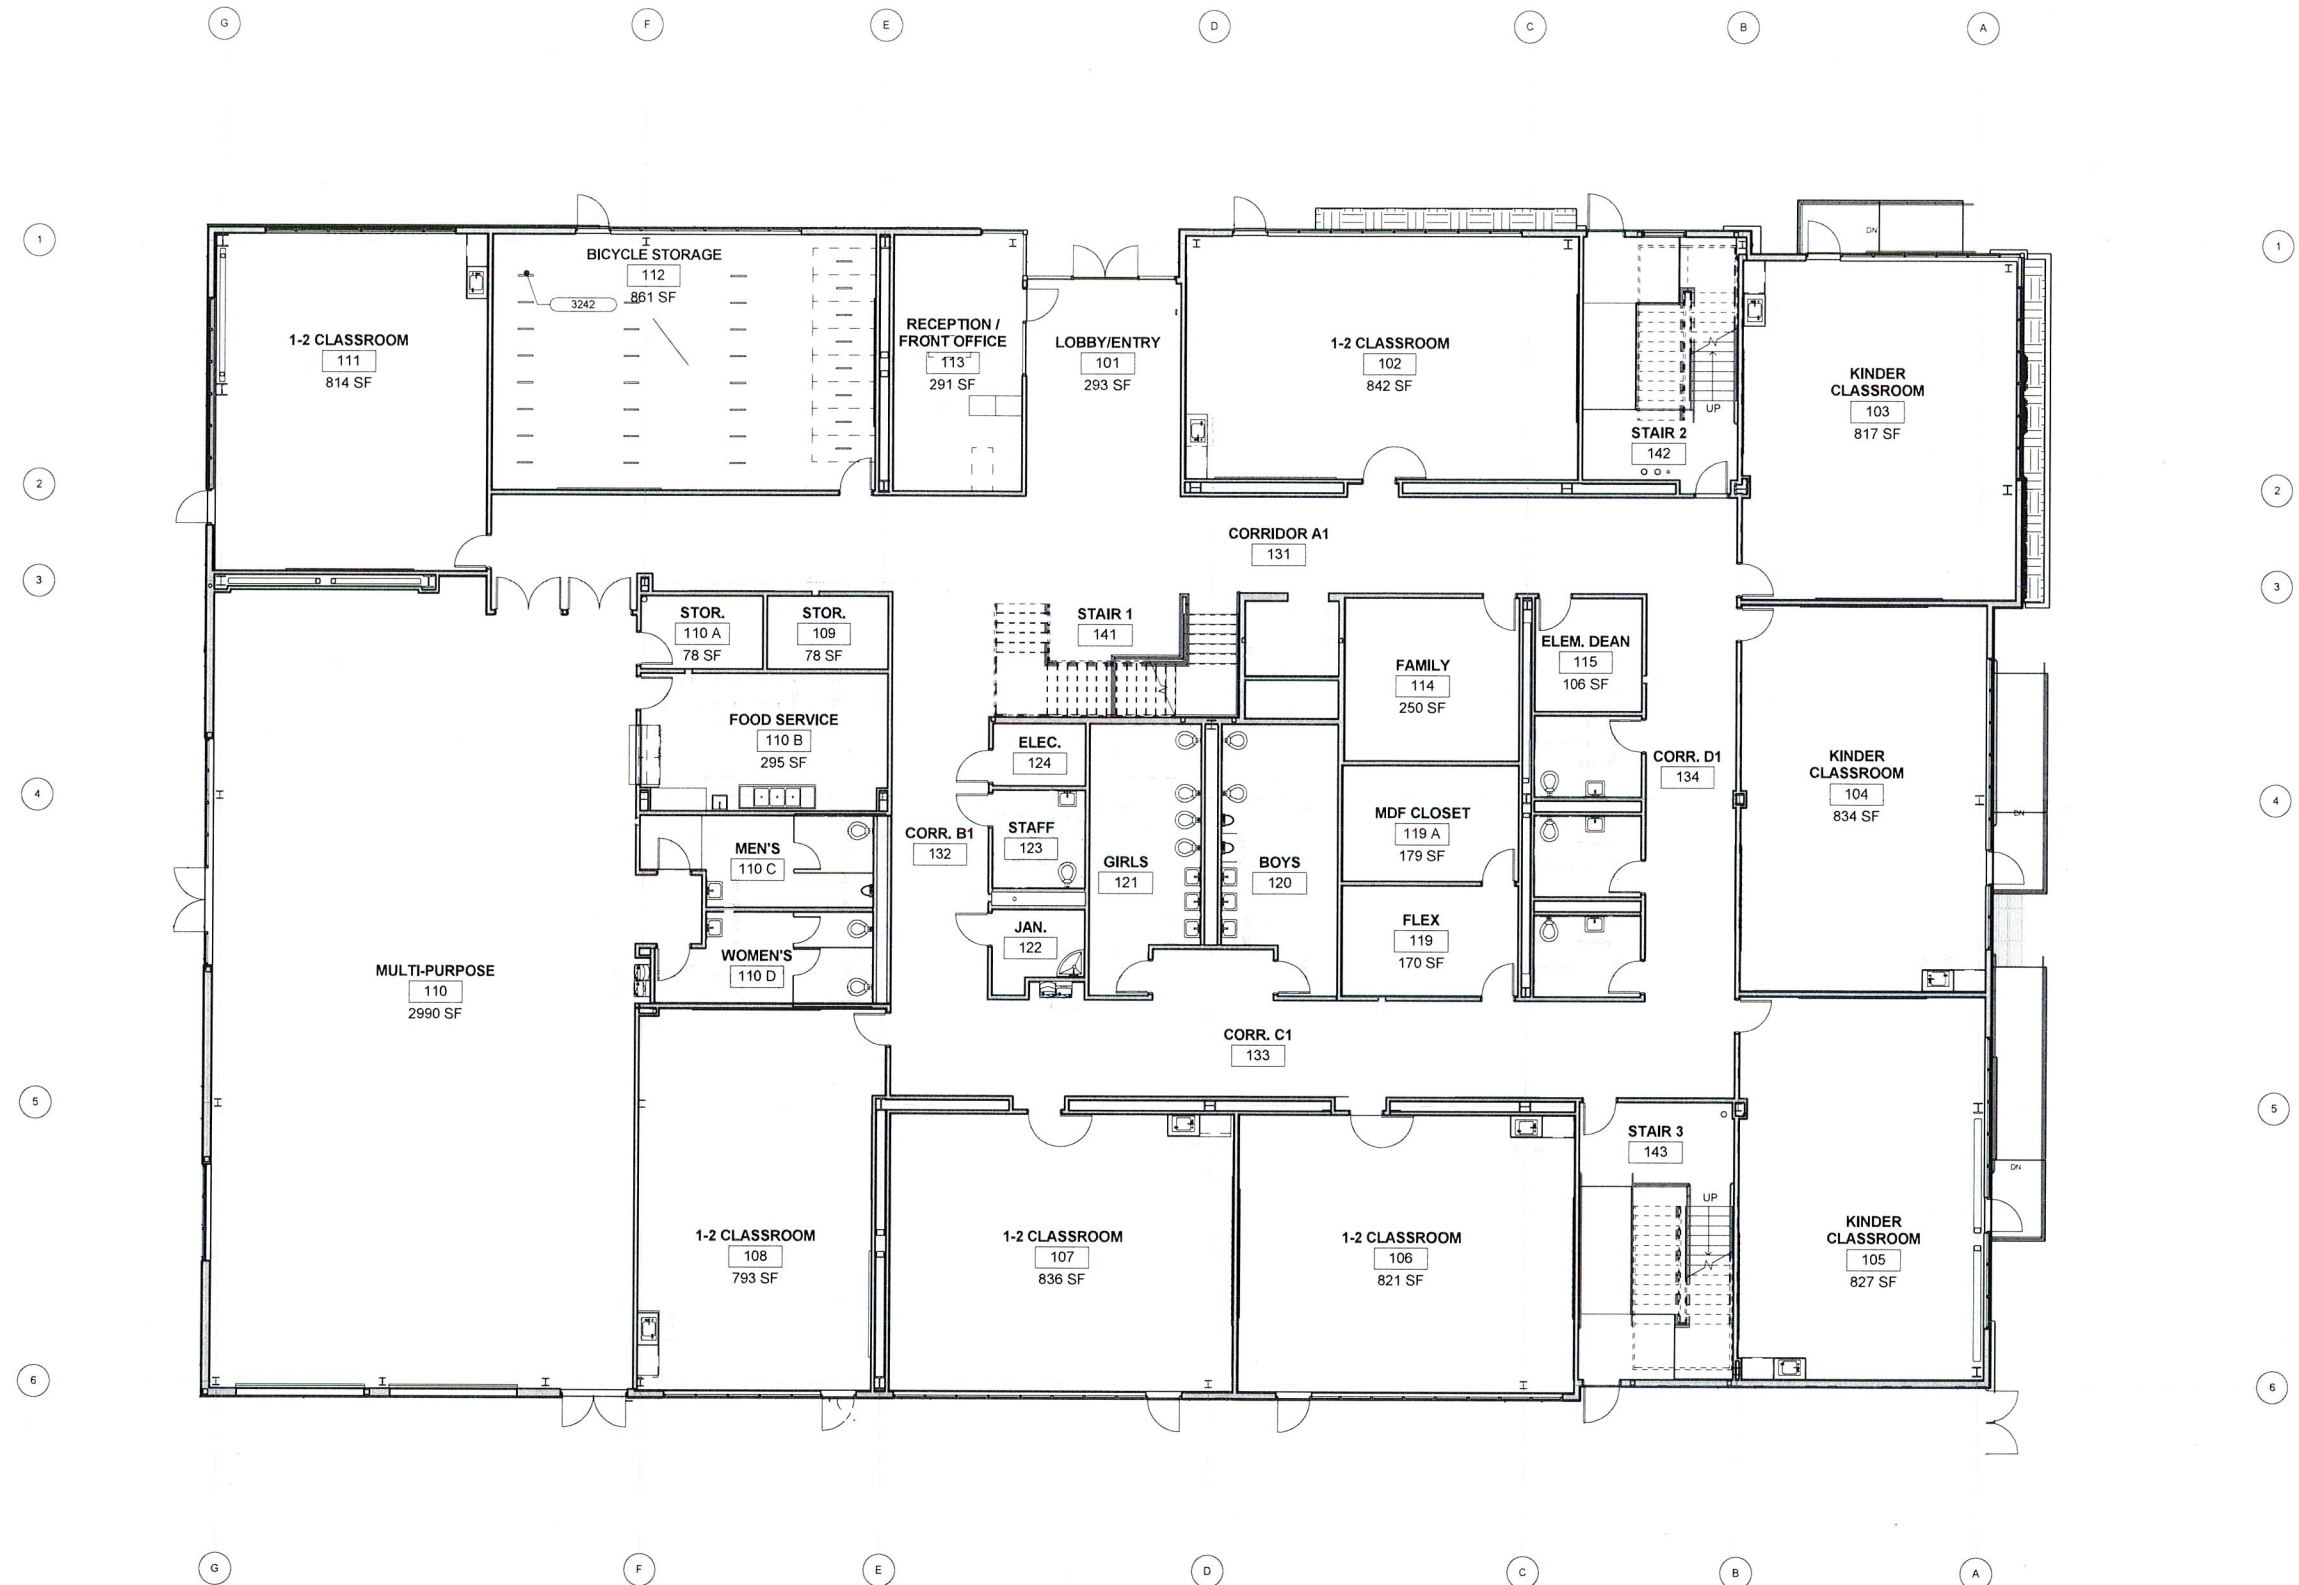 G
F
E
D
C
B
A
1
1
DN
BICYCLE STORAGE
112
861 SF
3242
1-2 CLASSROOM
111
814 SF
RECEPTION /
FRONT OFFICE
113
291 SF
LOBBY/ENTRY
101
293 SF
1-2 CLASSROOM
102
842 SF
UP
STAIR 2
142
KINDER
CLASSROOM
103
817 SF
2
2
CORRIDOR A1
131
3
3
STOR.
110 A
78 SF
STOR.
109
78 SF
STAIR 1
141
FAMILY
114
250 SF
ELEM. DEAN
115
106 SF
FOOD SERVICE
110 B
295 SF
ELEC.
124
CORR. D1
134
KINDER
CLASSROOM
104
834 SF
DN
4
4
MEN'S
110 C
CORR. B1
132
STAFF
123
GIRLS
121
BOYS
120
MDF CLOSET
119 A
179 SF
WOMEN'S
110 D
JAN.
122
FLEX
119
170 SF
MULTI-PURPOSE
110
2990 SF
CORR. C1
133
5
5
STAIR 3
143
UP
DN
1-2 CLASSROOM
108
793 SF
1-2 CLASSROOM
107
836 SF
1-2 CLASSROOM
106
821 SF
KINDER
CLASSROOM
105
827 SF
6
6
G
F
E
D
C
B
A